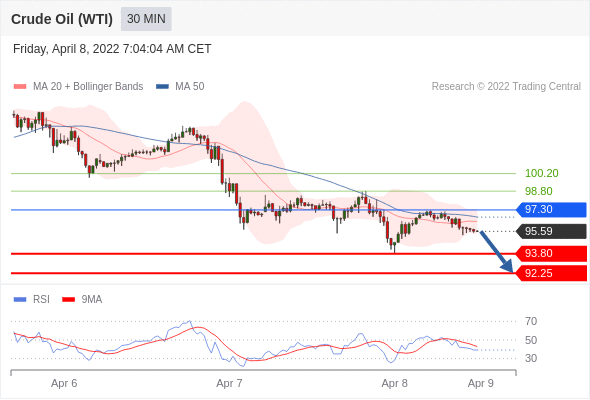 Crude Oil (WTI) 30 MIN
Friday, April 8, 2022 7:04:04 AM CET
MA 20 + Bollinger Bands MA 50 Research © 2022 Trading Central
100.20
98.80
97.30
95.59
93.80
92.25
RSI 9MA
70
50
30
Apr 6 Apr 7 Apr 8 Apr 9